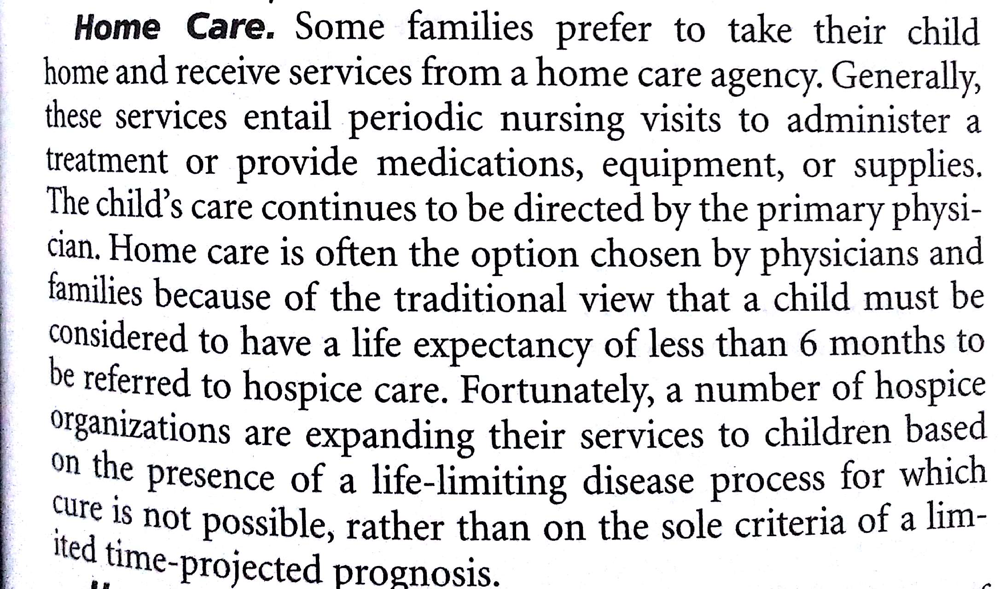 Home Care. Some families prefer to take their child
home and receive services from a home care agency. Generally,
these services entail periodic nursing visits to administer a
treatment or provide medications, equipment, or supplies.
The child’s care continues to be directed by the primary physi-
cian. Home care is often the option chosen by physicians and
families because of the traditional view that a child must be
considered to have a life expectancy of less than 6 months to
be referred to hospice care. Fortunately, a number of hospice
organizations are expanding their services to children based
on the presence of a life-limiting disease process for which
cure is not possible, rather than on the sole criteria of a lim-
ited time-projected prognosis.